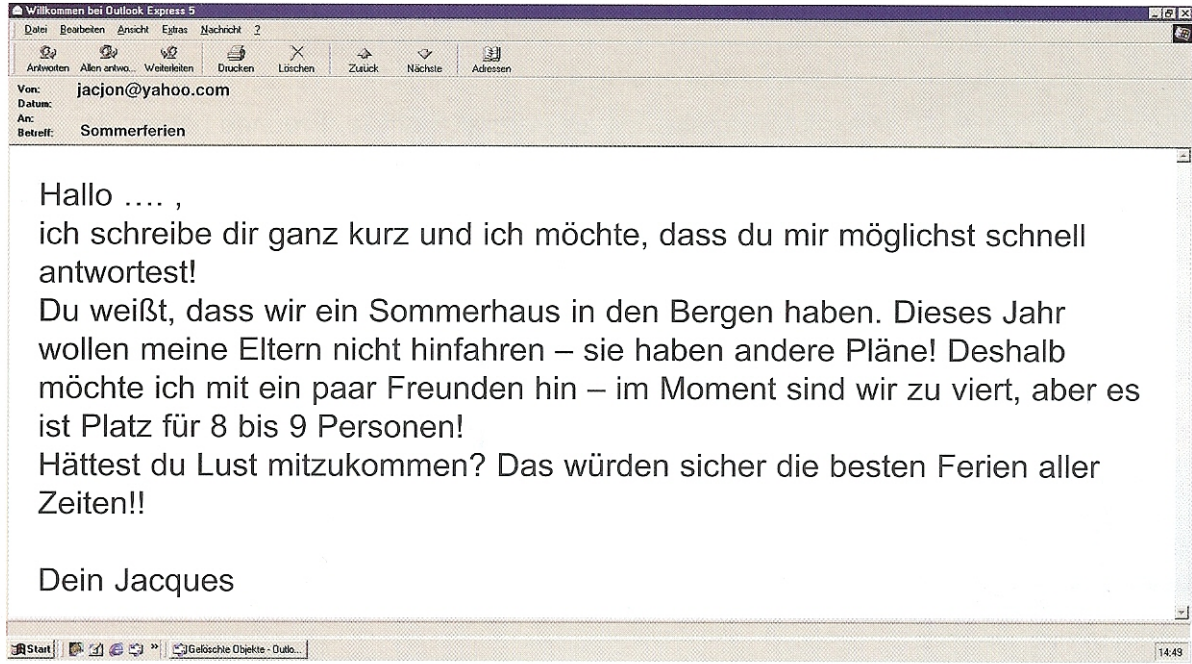 Willkommen bei Outlook Express 5
Datei Bearbeiten Ansicht Extras Nachricht ?
Antworten Allen antwo... Weiterleiten Drucken Löschen Zurück Nächste Adressen
Von: jacjon@yahoo.com
Datum:
An:
Betreff: Sommerferien
Hallo .... ,
ich schreibe dir ganz kurz und ich möchte, dass du mir möglichst schnell
antwortest!
Du weißt, dass wir ein Sommerhaus in den Bergen haben. Dieses Jahr
wollen meine Eltern nicht hinfahren – sie haben andere Pläne! Deshalb
möchte ich mit ein paar Freunden hin – im Moment sind wir zu viert, aber es
ist Platz für 8 bis 9 Personen!
Hättest du Lust mitzukommen? Das würden sicher die besten Ferien aller
Zeiten!!
Dein Jacques
Start » Gelöschte Objekte - Outlo... 14:49